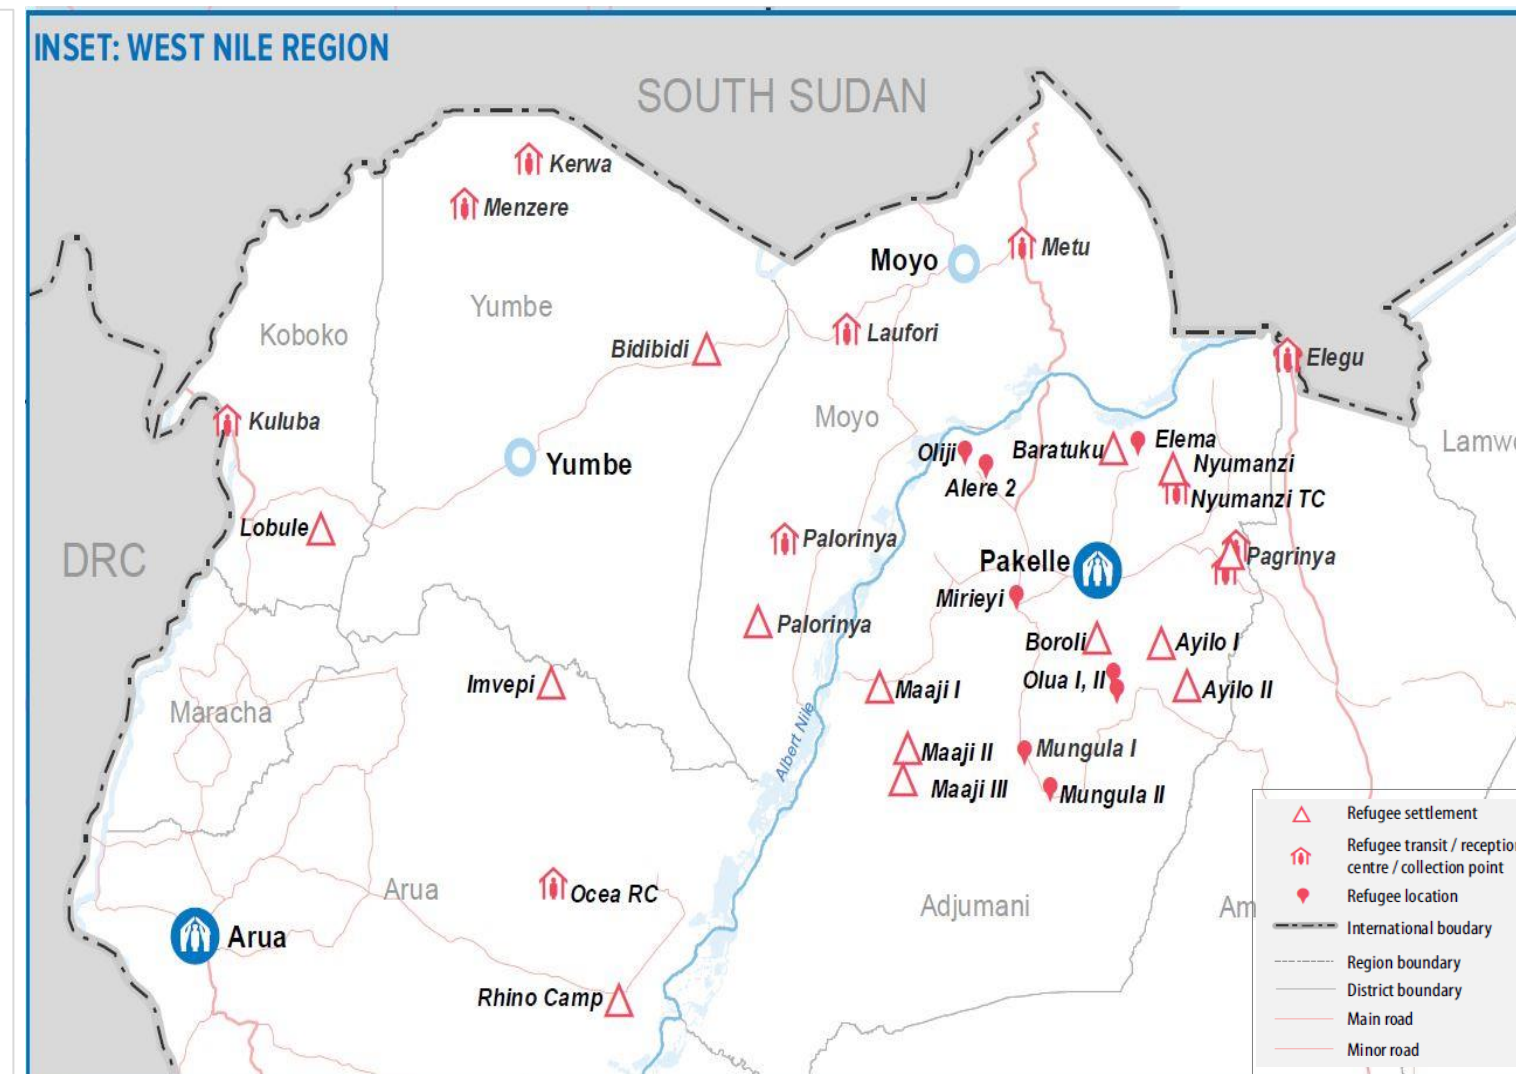 INSET: WEST NILE REGION
SOUTH SUDAN
Kerwa
Menzere
Moyo
Metu
Yumbe
Koboko
Bidibidi
Laufori
Elegu
Kuluba
Moyo
Yumbe
Oliji
Alere 2
Baratuku
Elema
Nyumanzi
Nyumanzi TC
Lamw
Lobule
DRC
Palorinya
Pakelle
Pagrinya
Mirieyi
Palorinya
Boroli
Ayilo I
Imvepi
Maaji I
Olua I, II
Ayilo II
Maracha
Albert Nile
Maaji II
Mungula I
Maaji III
Mungula II
Arua
Ocea RC
Adjumani
Am
Arua
Rhino Camp
Refugee settlement
Refugee transit / reception
centre / collection point
Refugee location
International boudary
Region boundary
District boundary
Main road
Minor road